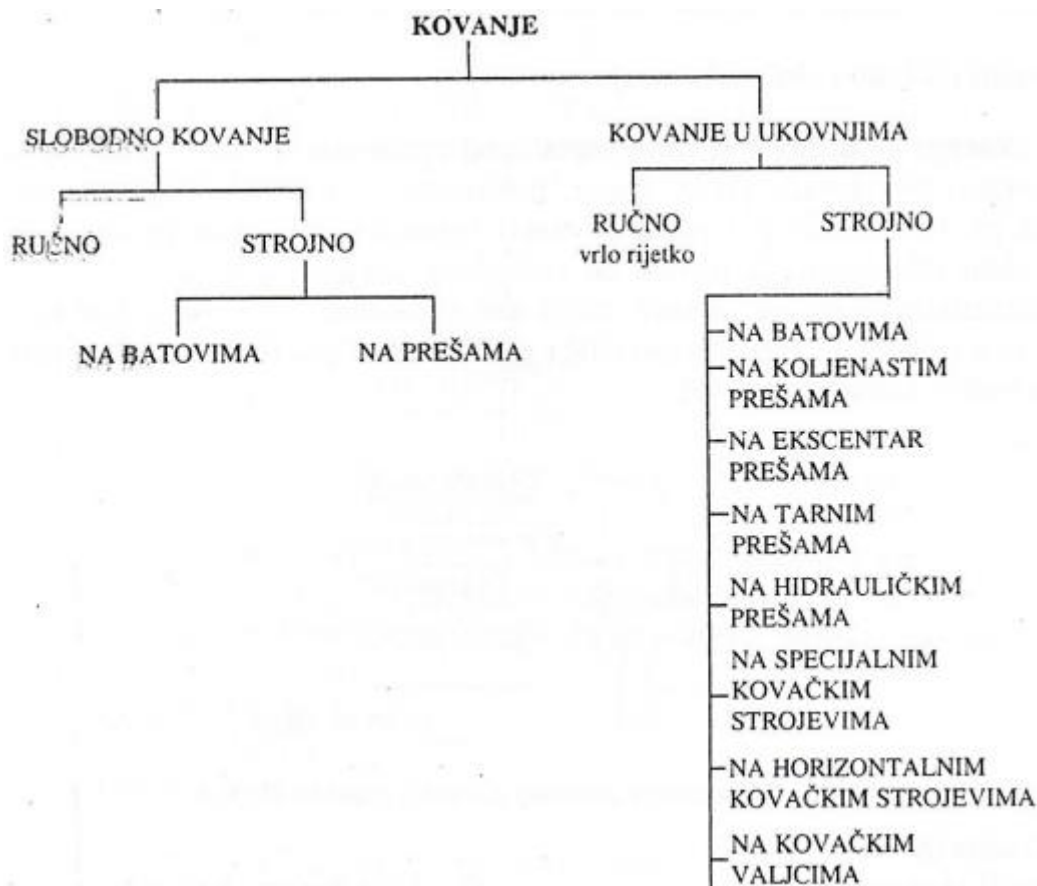 KOVANJE
SLOBODNO KOVANJE
KOVANJE U UKOVNJIMA
RUČNO
STROJNO
RUČNO
vrlo rijetko
STROJNO
NA BATOVIMA
NA PREŠAMA
NA BATOVIMA
NA KOLJENASTIM
PREŠAMA
NA EKSCENTAR
PREŠAMA
NA TARNIM
PREŠAMA
NA HIDRAULIČKIM
PREŠAMA
NA SPECIJALNIM
KOVAČKIM
STROJEVIMA
NA HORIZONTALNIM
KOVAČKIM STROJEVIMA
NA KOVAČKIM
VALJCIMA